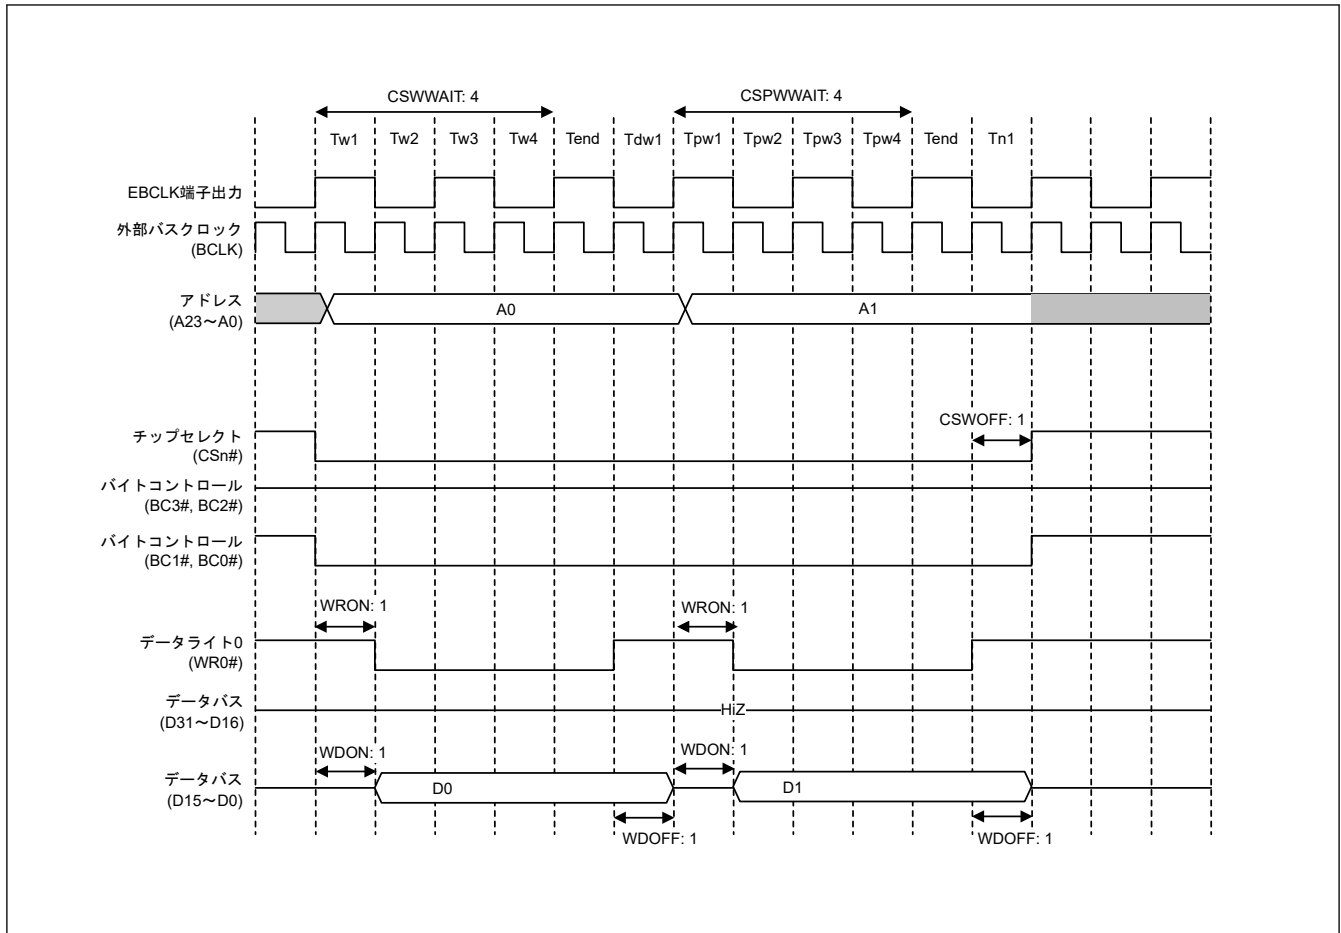 CSWWAIT: 4
CSPWWAIT: 4
Tw1 Tw2 Tw3 Tw4 Tend Tdw1 Tpw1 Tpw2 Tpw3 Tpw4 Tend Tn1
EBCLK端子出力
外部バスクロック
(BCLK)
アドレス
(A23～A0)
A0
A1
CSWOFF: 1
チップセレクト
(CSn#)
バイトコントロール
(BC3#, BC2#)
バイトコントロール
(BC1#, BC0#)
WRON: 1
WRON: 1
データライト0
(WR0#)
データバス
(D31～D16)
HiZ
WDON: 1
WDON: 1
データバス
(D15～D0)
D0
D1
WDOFF: 1
WDOFF: 1